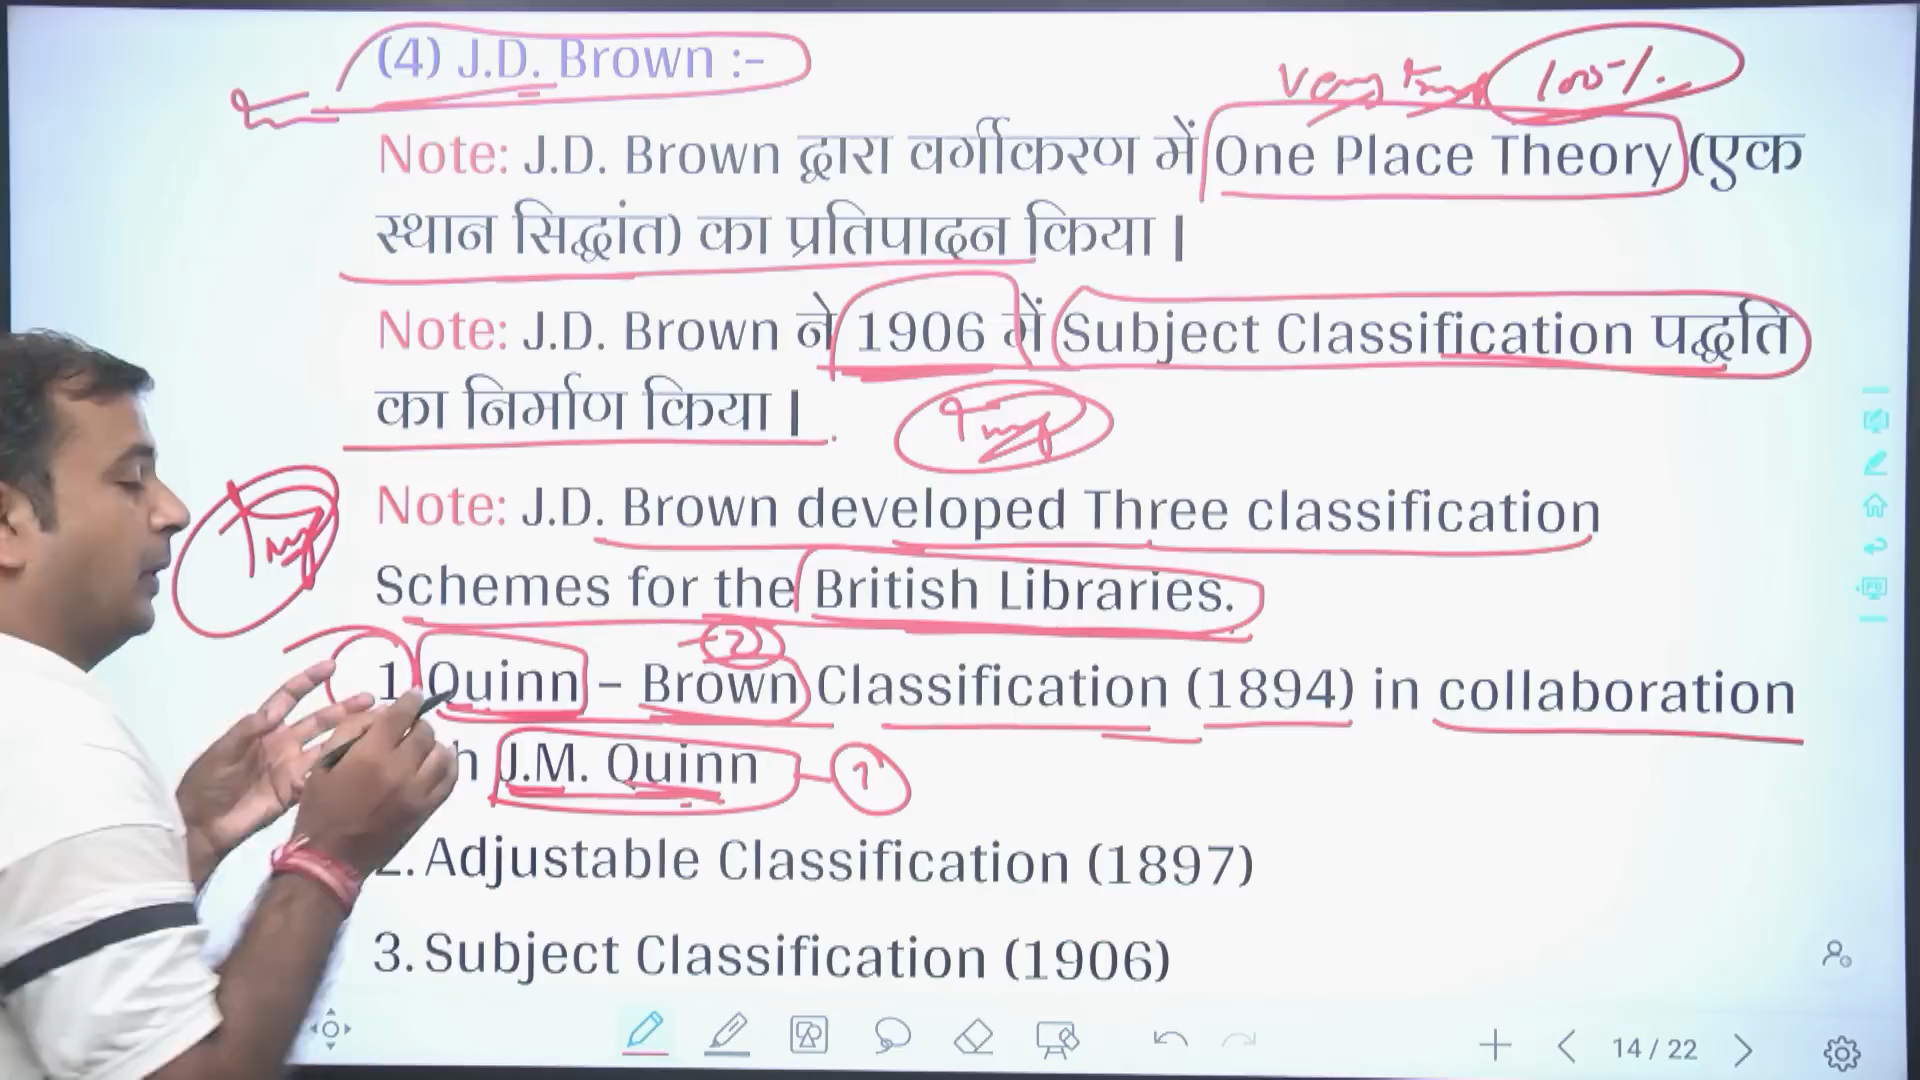 (4) J.D. Brown :-
Very Imp 100%.
Note: J.D. Brown द्वारा वर्गीकरण में One Place Theory (एक
स्थान सिद्धांत) का प्रतिपादन किया |
Note: J.D. Brown ने 1906 में Subject Classification पद्धति
का निर्माण किया |
Imp
Note: J.D. Brown developed Three classification
Imp
Schemes for the British Libraries.
2
1 Quinn – Brown Classification (1894) in collaboration
h J.M. Quinn
2. Adjustable Classification (1897)
3. Subject Classification (1906)
14 / 22